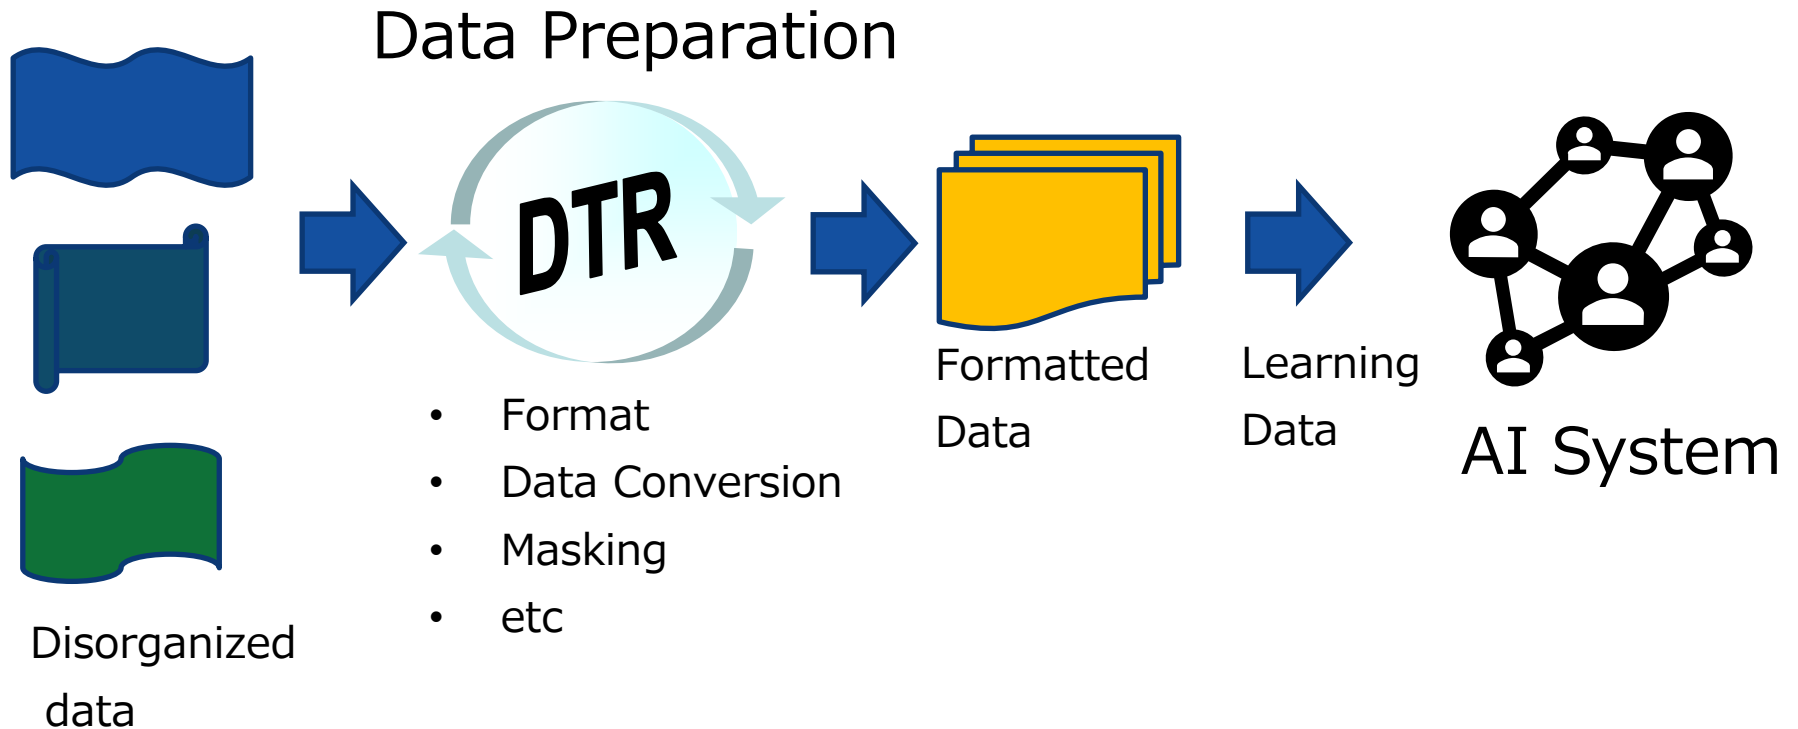 Data Preparation
DTR
• Format
• Data Conversion
• Masking
• etc
Disorganized
data
Formatted
Data
Learning
Data
AI System